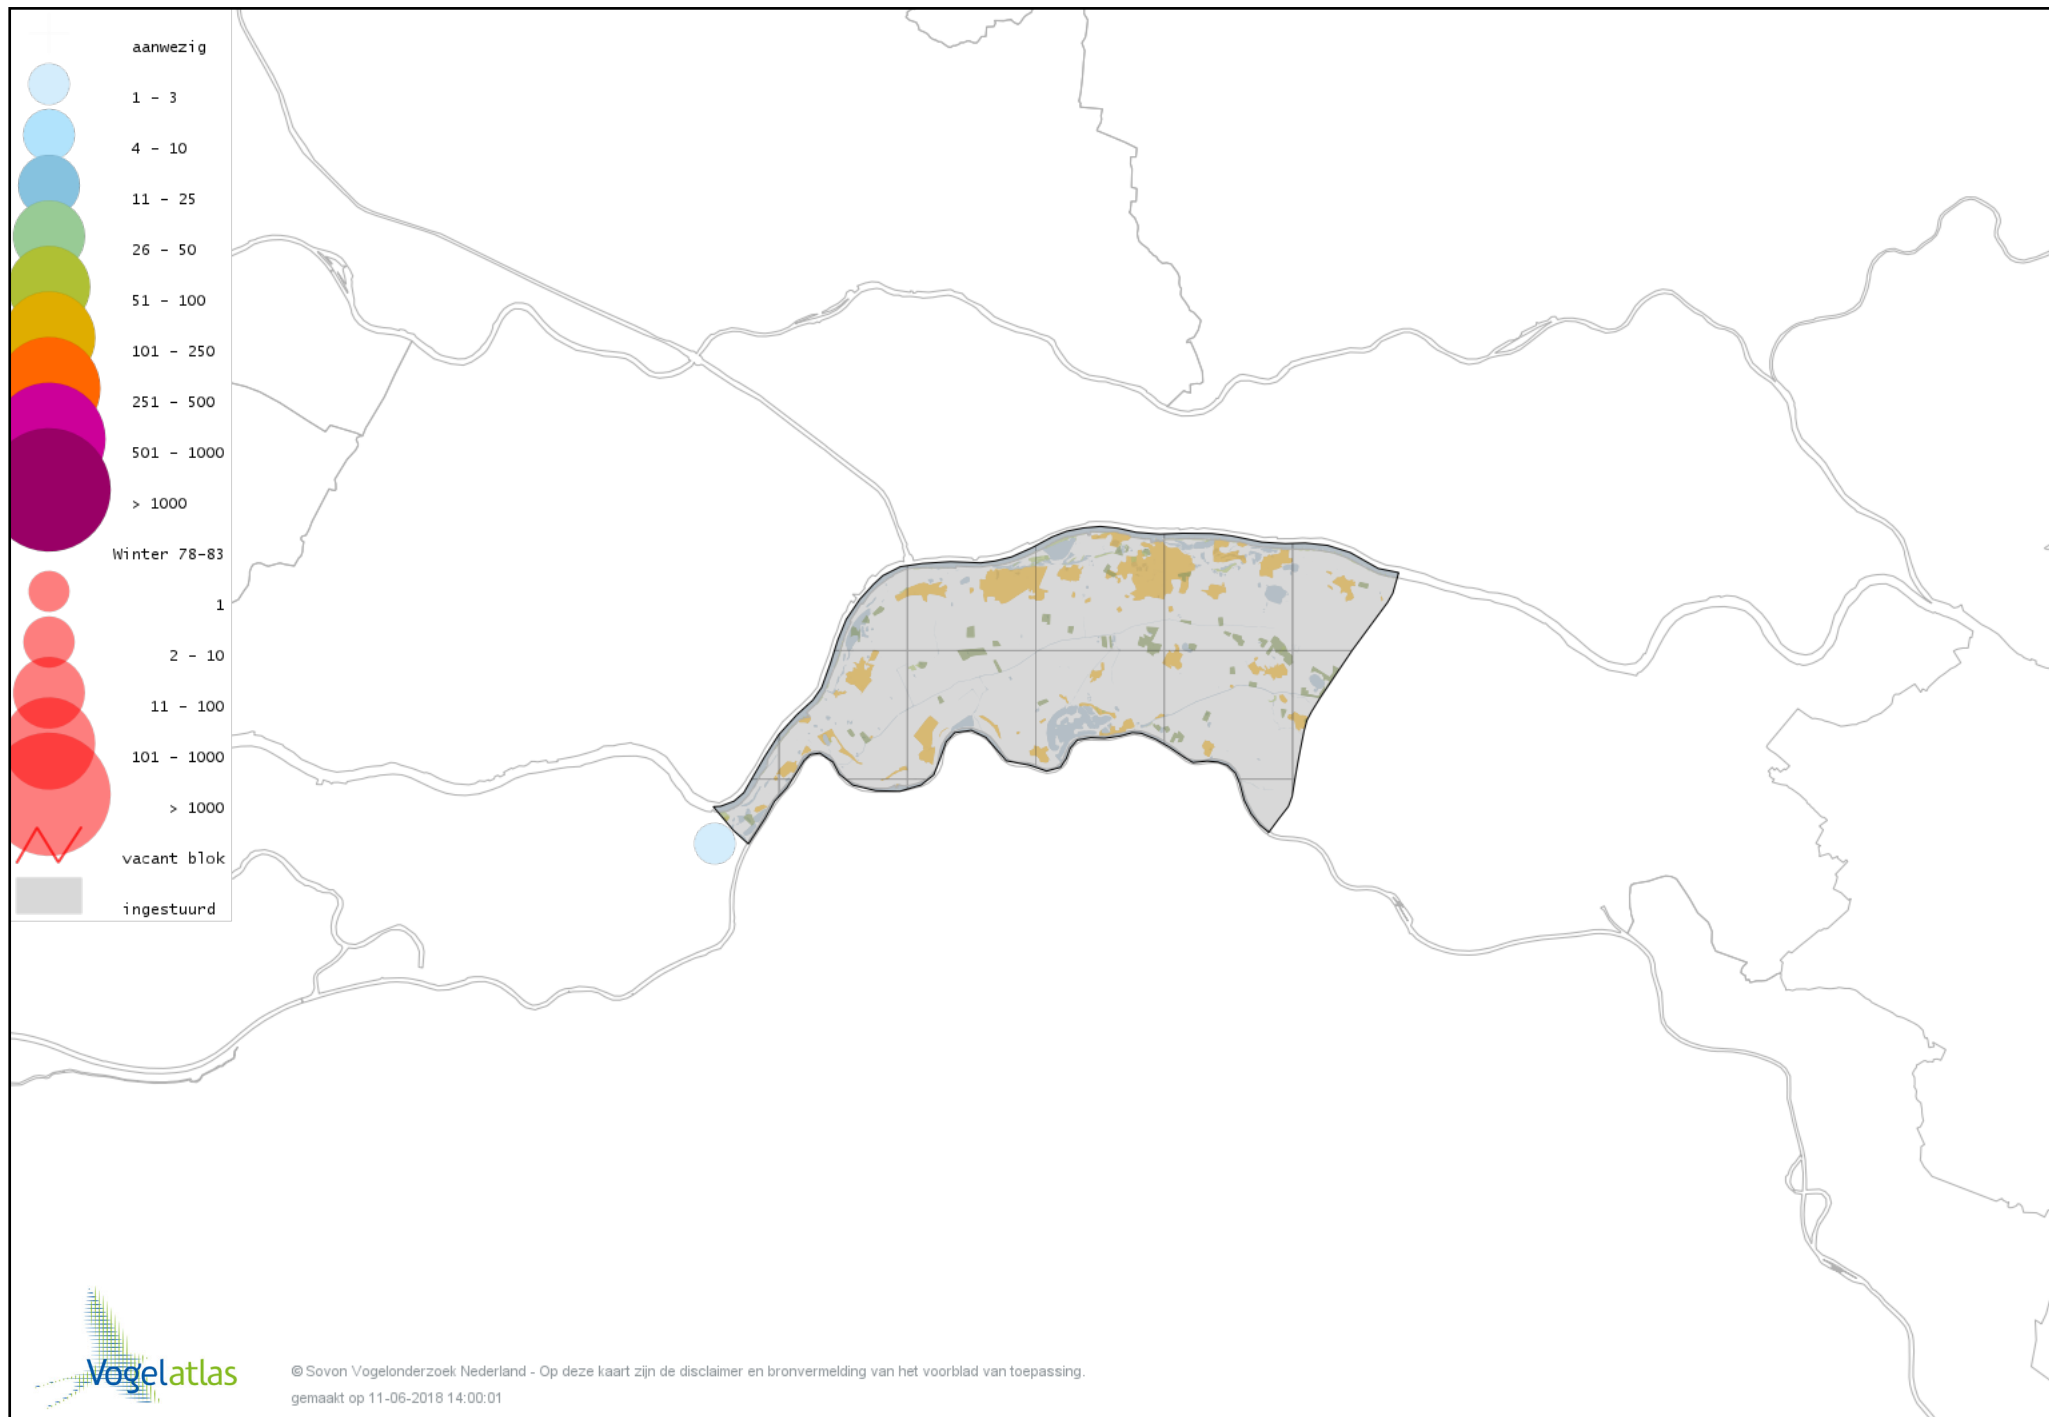 aanwezig
1 - 3
4 - 10
11 - 25
26 - 50
51 - 100
101 - 250
251 - 500
501 - 1000
> 1000
Winter 78-83
1
2 - 10
11 - 100
101 - 1000
> 1000
vacant blok
ingestuurd
Vogelatlas
© Sovon Vogelonderzoek Nederland - Op deze kaart zijn de disclaimer en bronvermelding van het voorblad van toepassing.
gemaakt op 11-06-2018 14:00:01